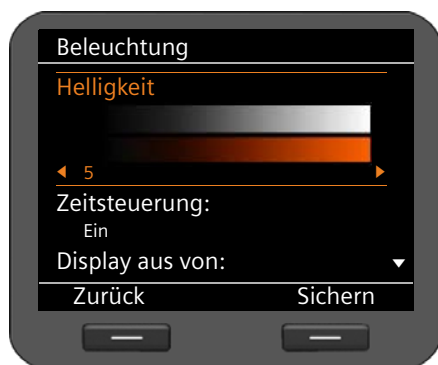 Beleuchtung
Helligkeit
5
Zeitsteuerung:
Ein
Display aus von:
Zurück Sichern